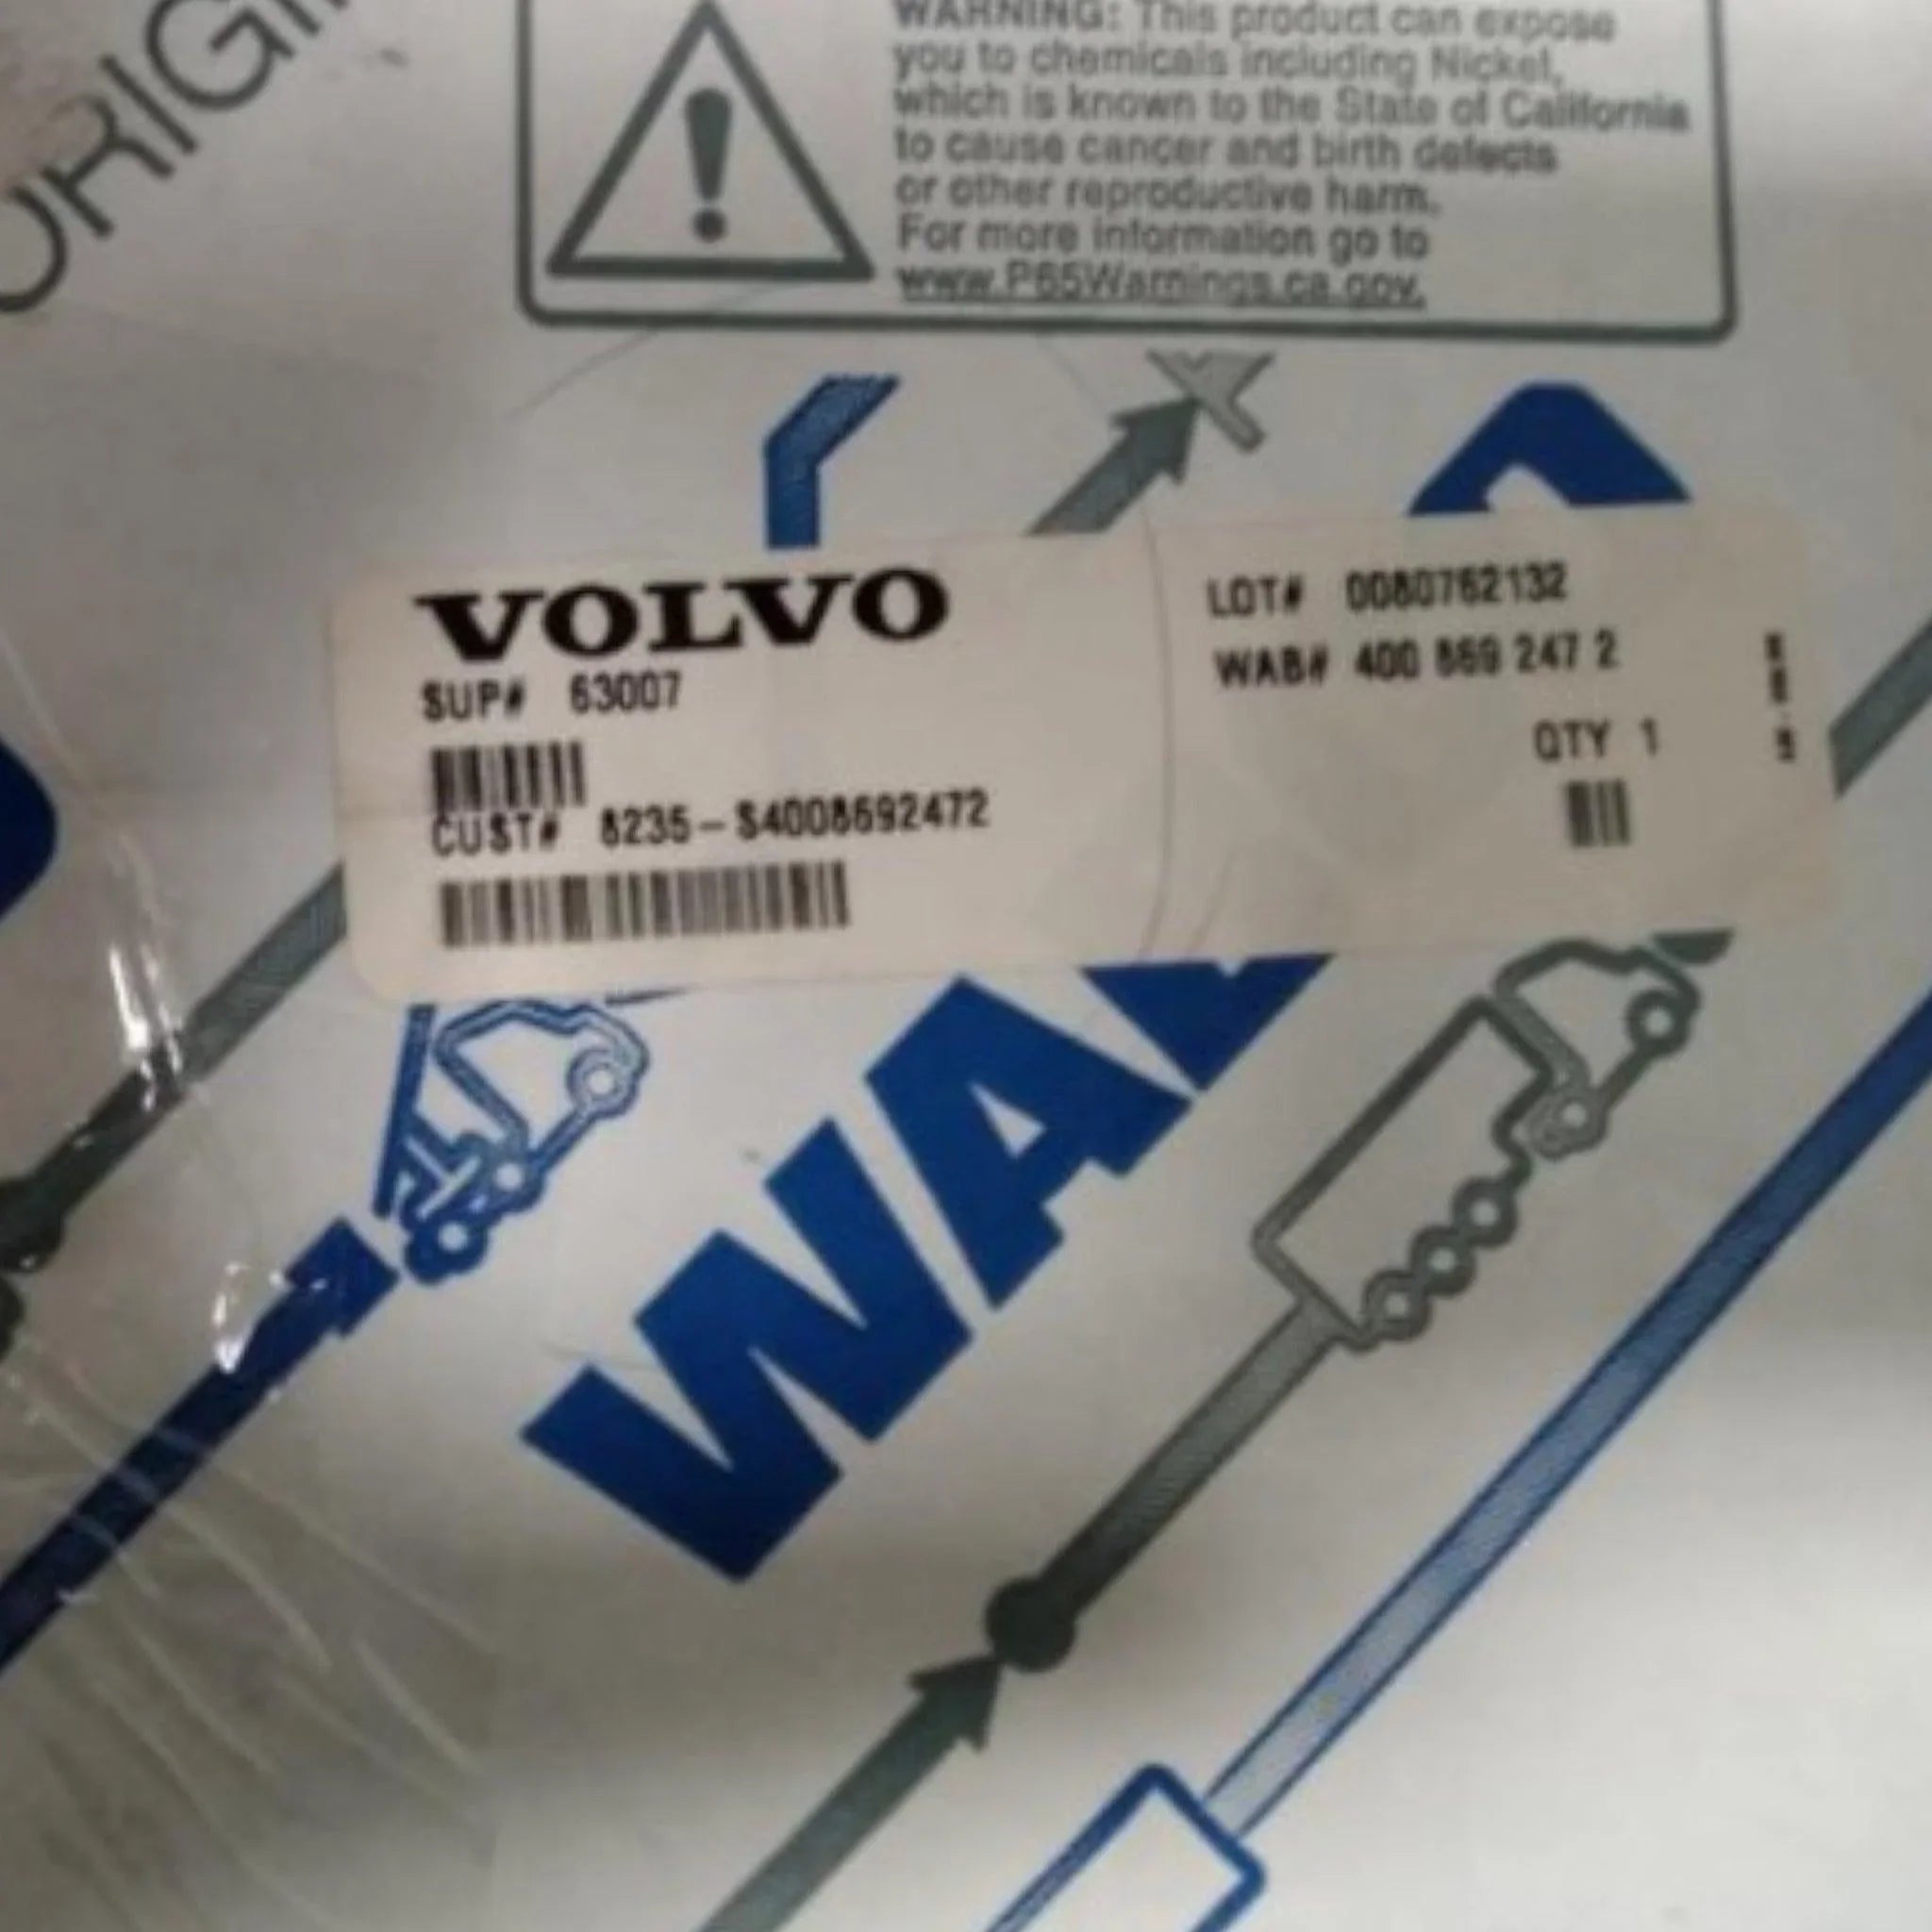 ORIGI
WARNING: This product can expose
you to chemicals including Nickel,
which is known to the State of California
to cause cancer and birth defects
or other reproductive harm.
For more information go to
www.P65Warnings.ca.gov.
VOLVO
SUP# 63007
CUST# 8235-S4008692472
LOT# 0080762132
WAB# 400 869 247 2
QTY 1
WA